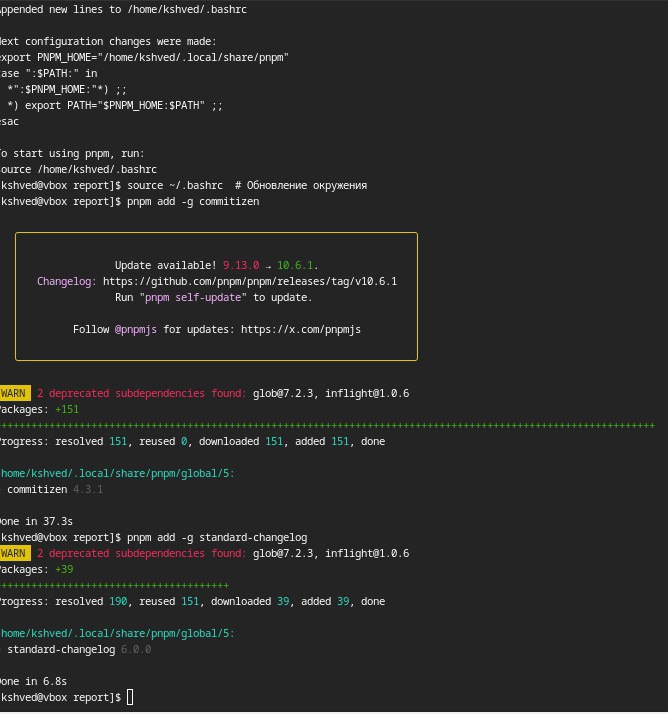 Appended new lines to /home/kshved/.bashrc
Next configuration changes were made:
export PNPM_HOME="/home/kshved/.local/share/pnpm"
case ":$PATH:" in
*":$PNPM_HOME:"*) ;;
*) export PATH="$PNPM_HOME:$PATH" ;;
esac
To start using pnpm, run:
source /home/kshved/.bashrc
kshved@vbox report]$ source ~/.bashrc  # Обновление окружения
kshved@vbox report]$ pnpm add -g commitizen
Update available! 9.13.0 → 10.6.1.
Changelog: https://github.com/pnpm/pnpm/releases/tag/v10.6.1
Run "pnpm self-update" to update.
Follow @pnpmjs for updates: https://x.com/pnpmjs
WARN 2 deprecated subdependencies found: glob@7.2.3, inflight@1.0.6
Packages: +151
Progress: resolved 151, reused 0, downloaded 151, added 151, done
home/kshved/.local/share/pnpm/global/5:
commitizen 4.3.1
Done in 37.3s
kshved@vbox report]$ pnpm add -g standard-changelog
WARN 2 deprecated subdependencies found: glob@7.2.3, inflight@1.0.6
Packages: +39
+++++++++++++++++++++++++++++++++++++++
Progress: resolved 190, reused 151, downloaded 39, added 39, done
home/kshved/.local/share/pnpm/global/5:
standard-changelog 6.0.0
Done in 6.8s
kshved@vbox report]$